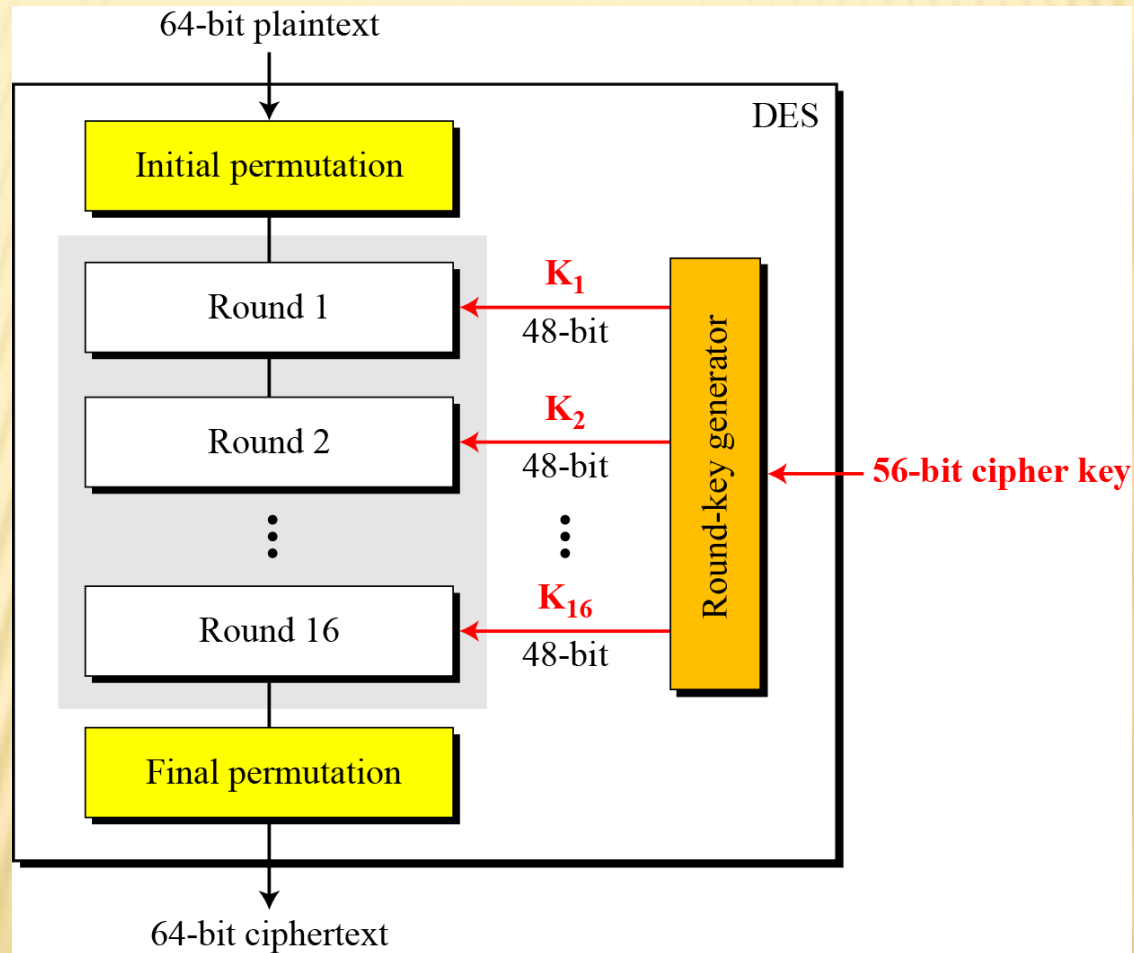 64-bit plaintext
DES
Initial permutation
Round 1
K₁
48-bit
Round 2
K₂
48-bit
Round-key generator
56-bit cipher key
Round 16
K₁₆
48-bit
Final permutation
64-bit ciphertext